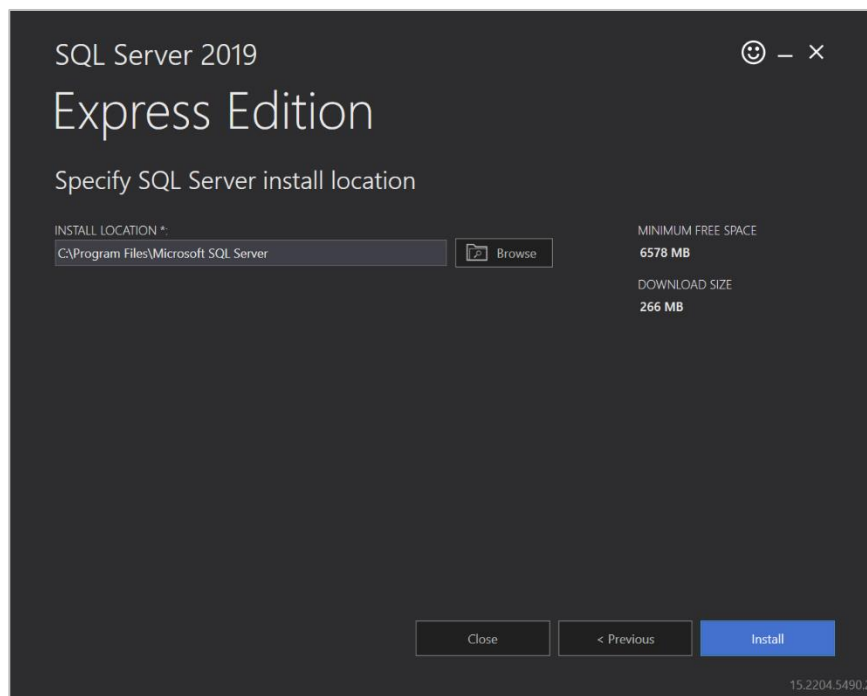 SQL Server 2019
Express Edition
Specify SQL Server install location
INSTALL LOCATION *:
C:\Program Files\Microsoft SQL Server
Browse
MINIMUM FREE SPACE
6578 MB
DOWNLOAD SIZE
266 MB
Close
< Previous
Install
15.2204.5490.